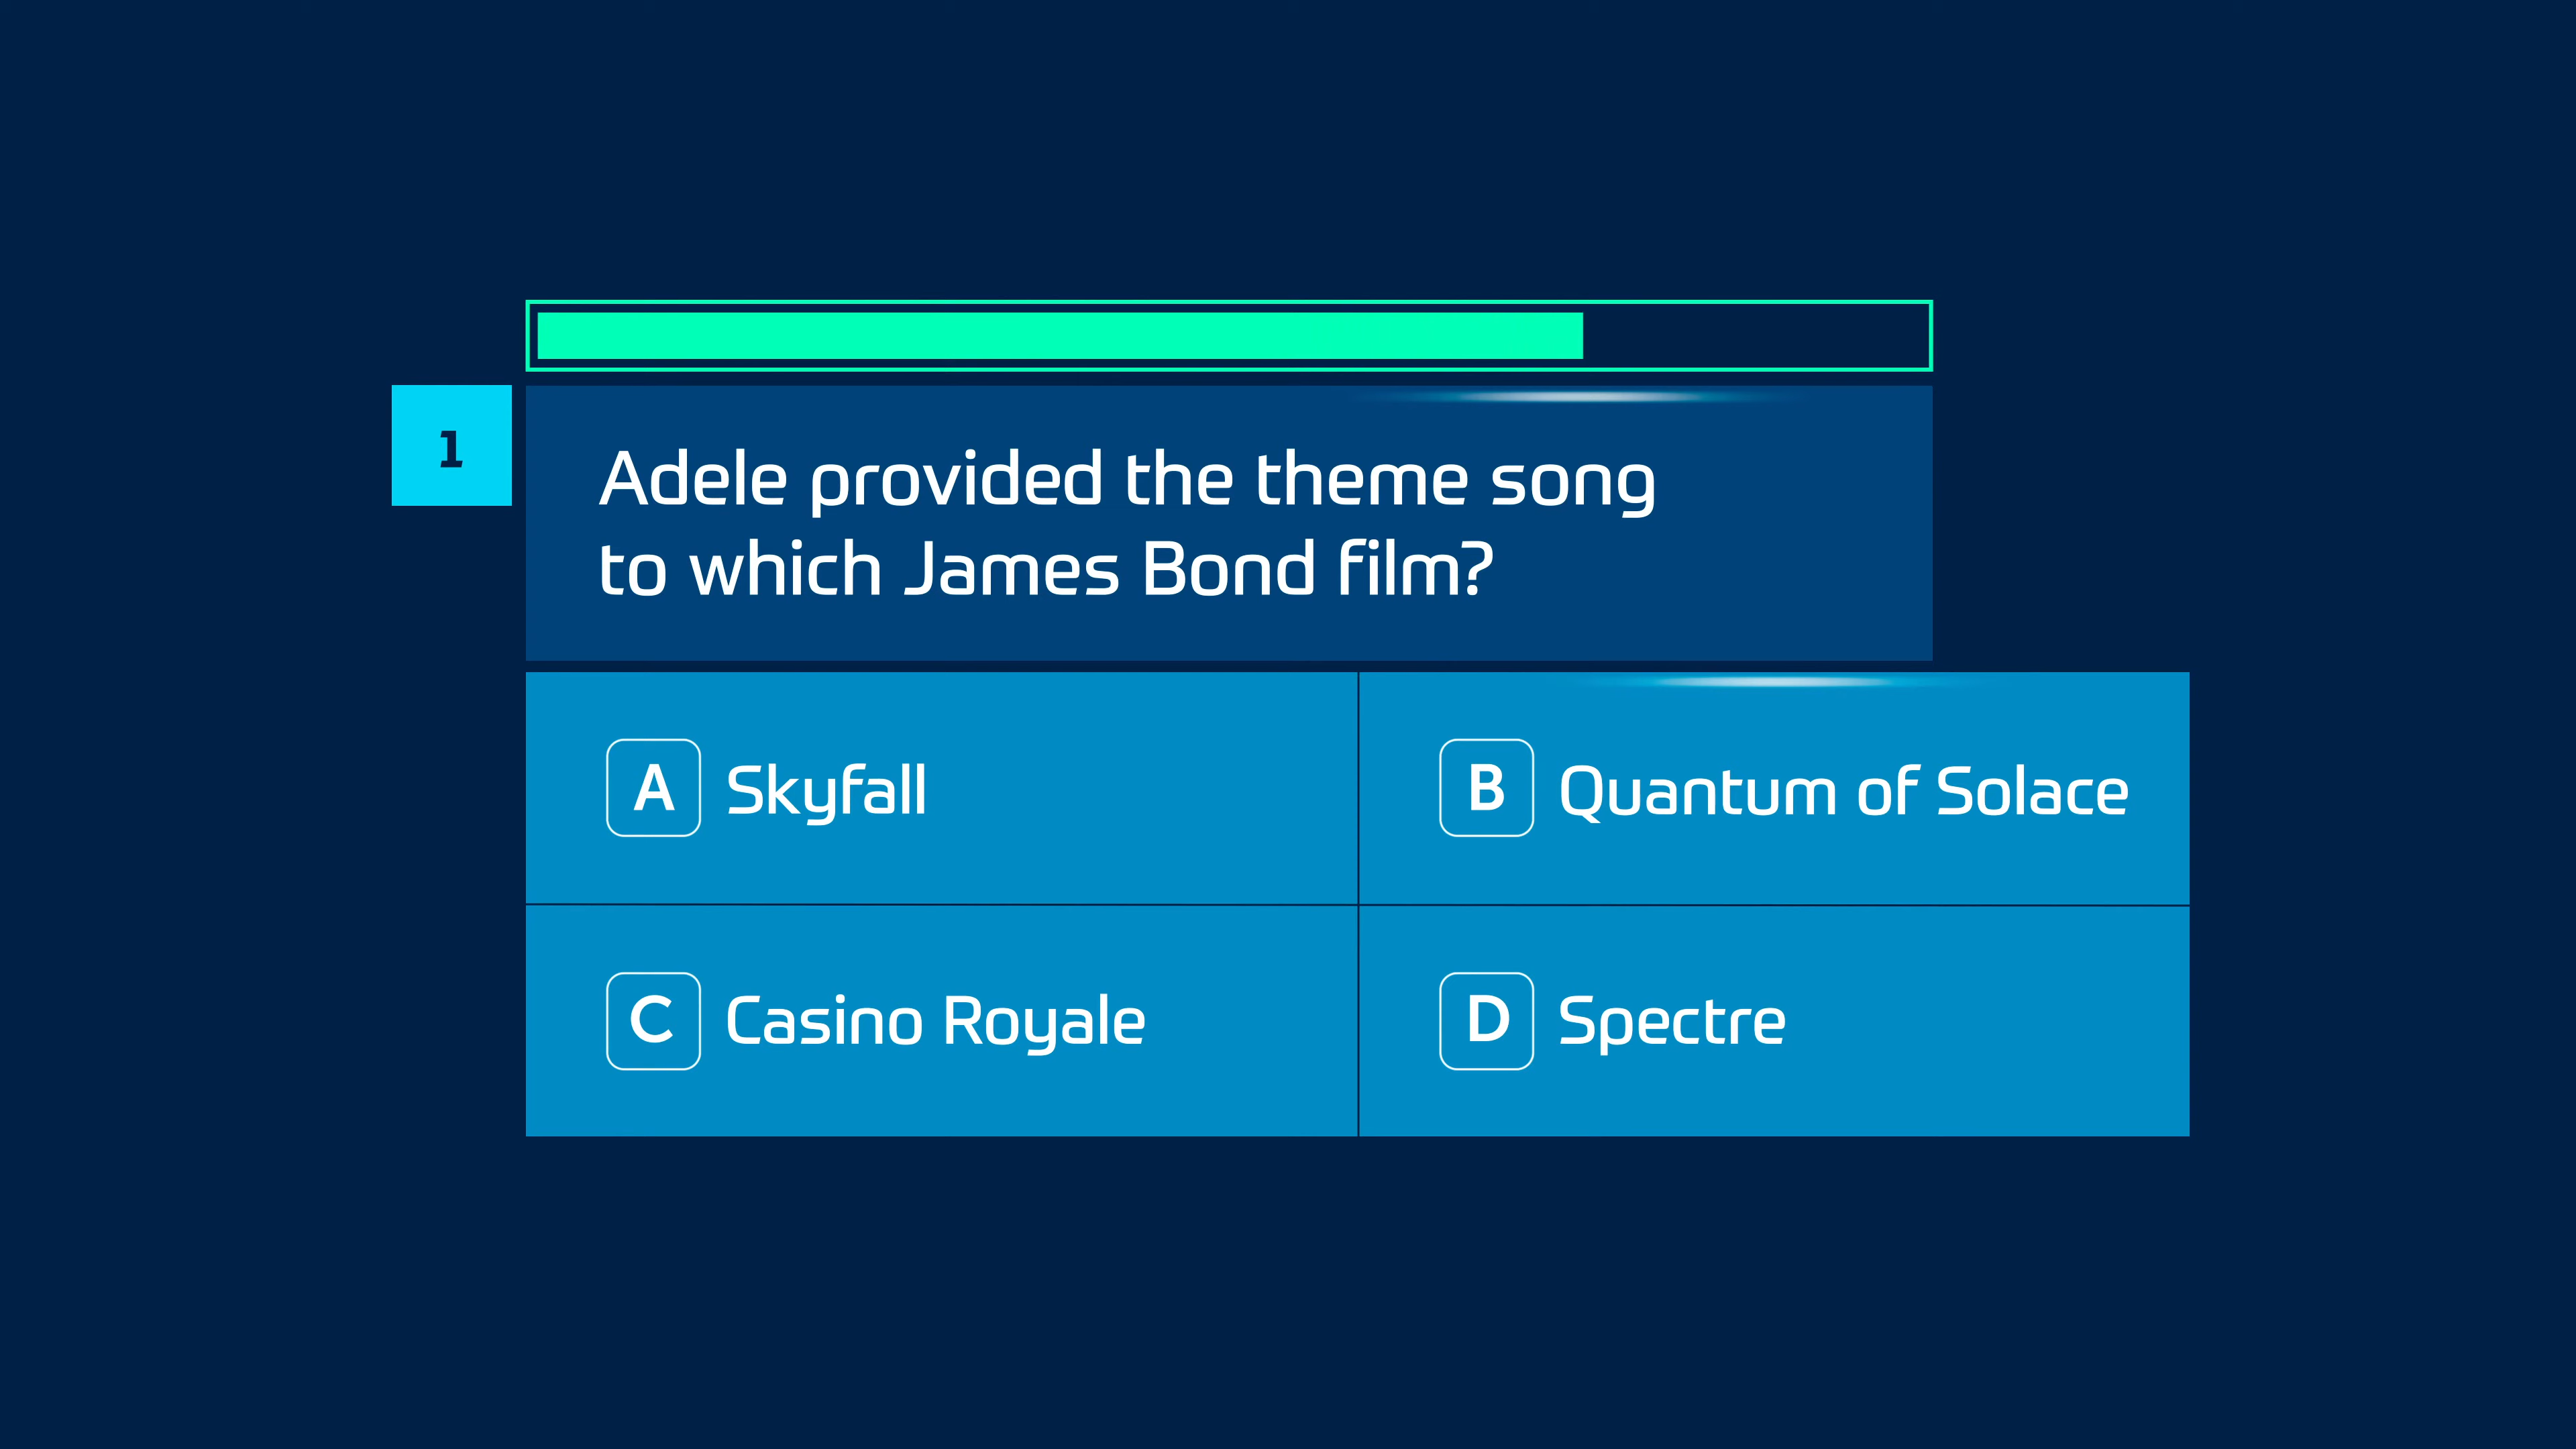 1
Adele provided the theme song
to which James Bond film?
A Skyfall
B Quantum of Solace
C Casino Royale
D Spectre